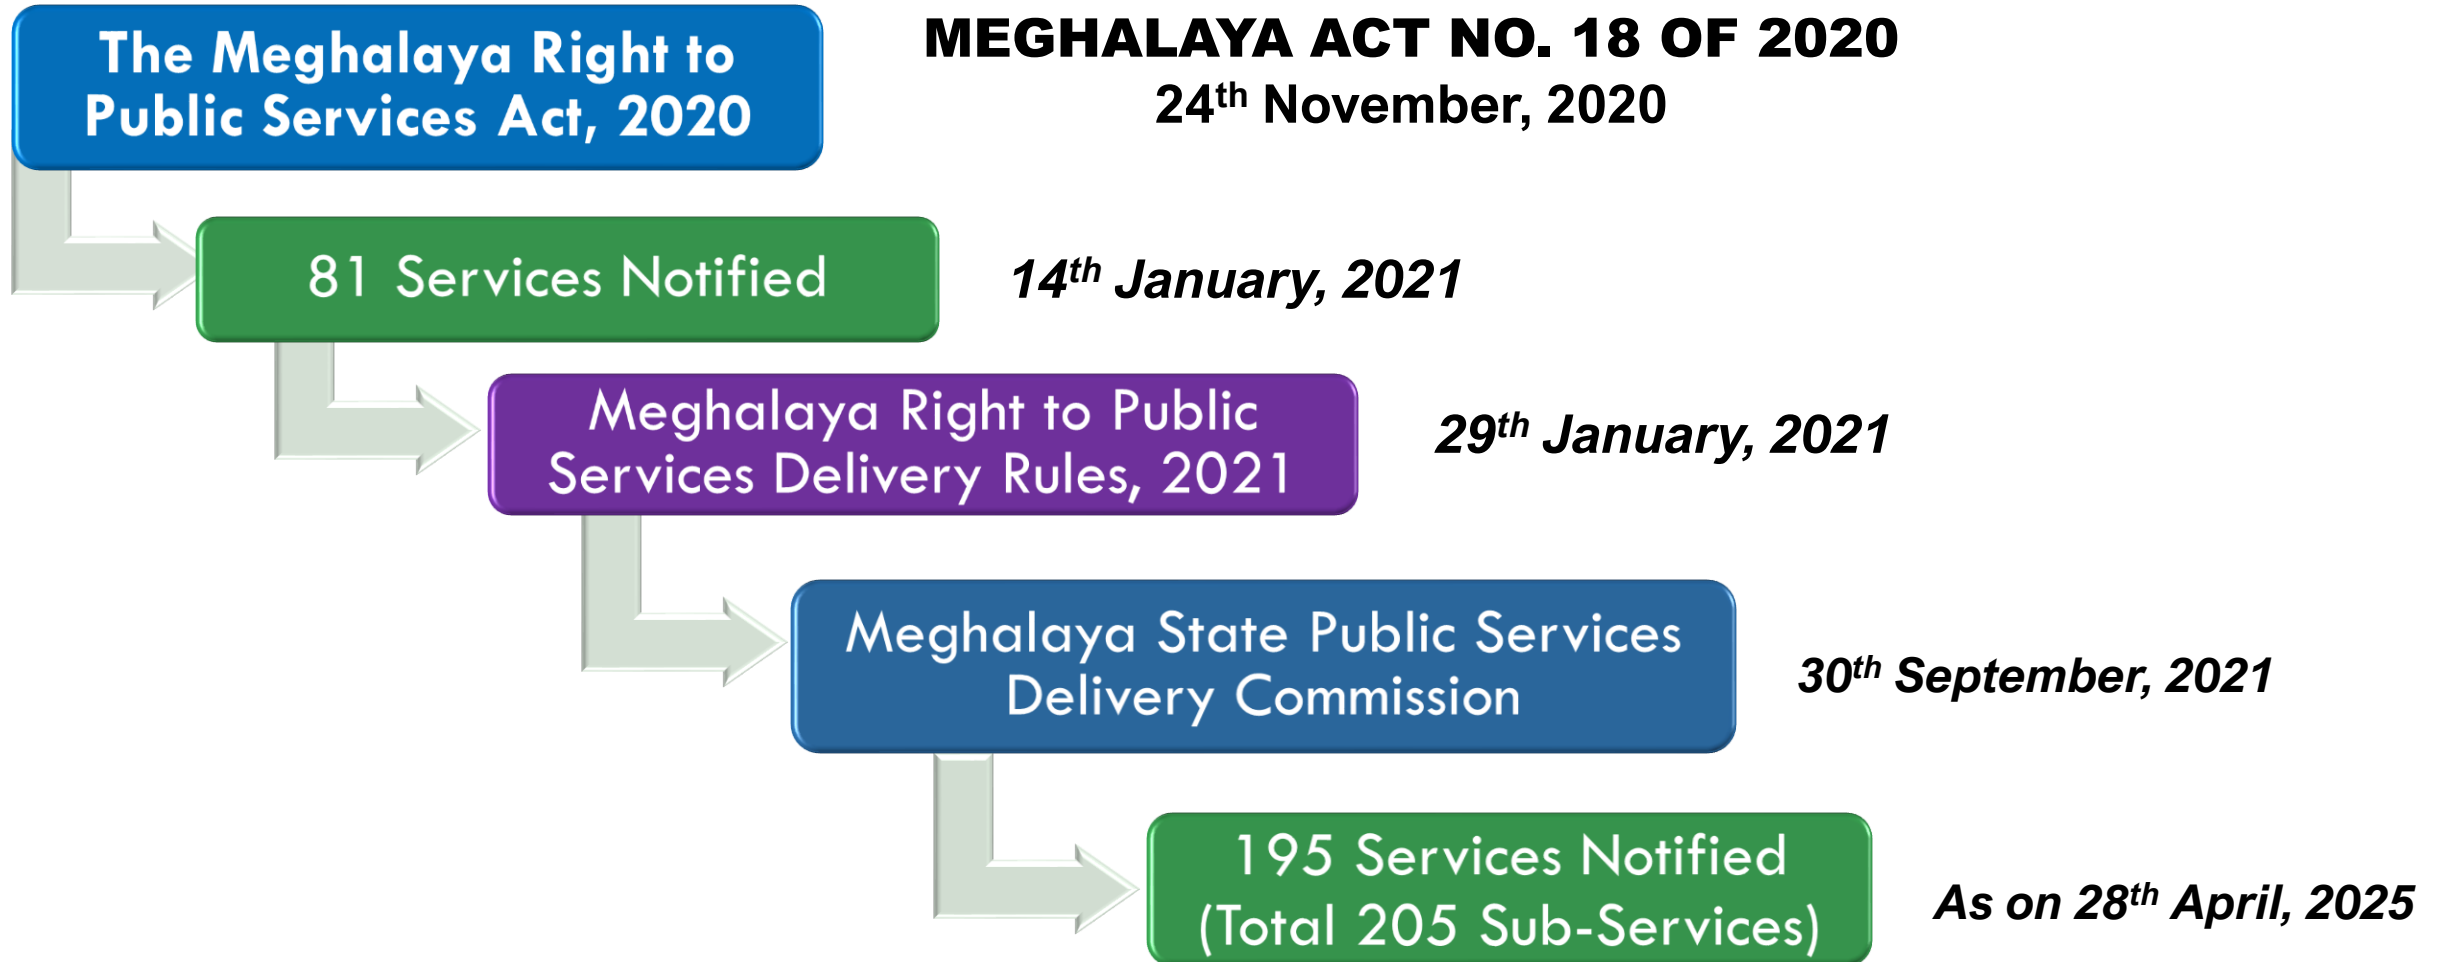 The Meghalaya Right to
Public Services Act, 2020
MEGHALAYA ACT NO. 18 OF 2020
24th November, 2020
81 Services Notified
14th January, 2021
Meghalaya Right to Public
Services Delivery Rules, 2021
29th January, 2021
Meghalaya State Public Services
Delivery Commission
30th September, 2021
195 Services Notified
(Total 205 Sub-Services)
As on 28th April, 2025